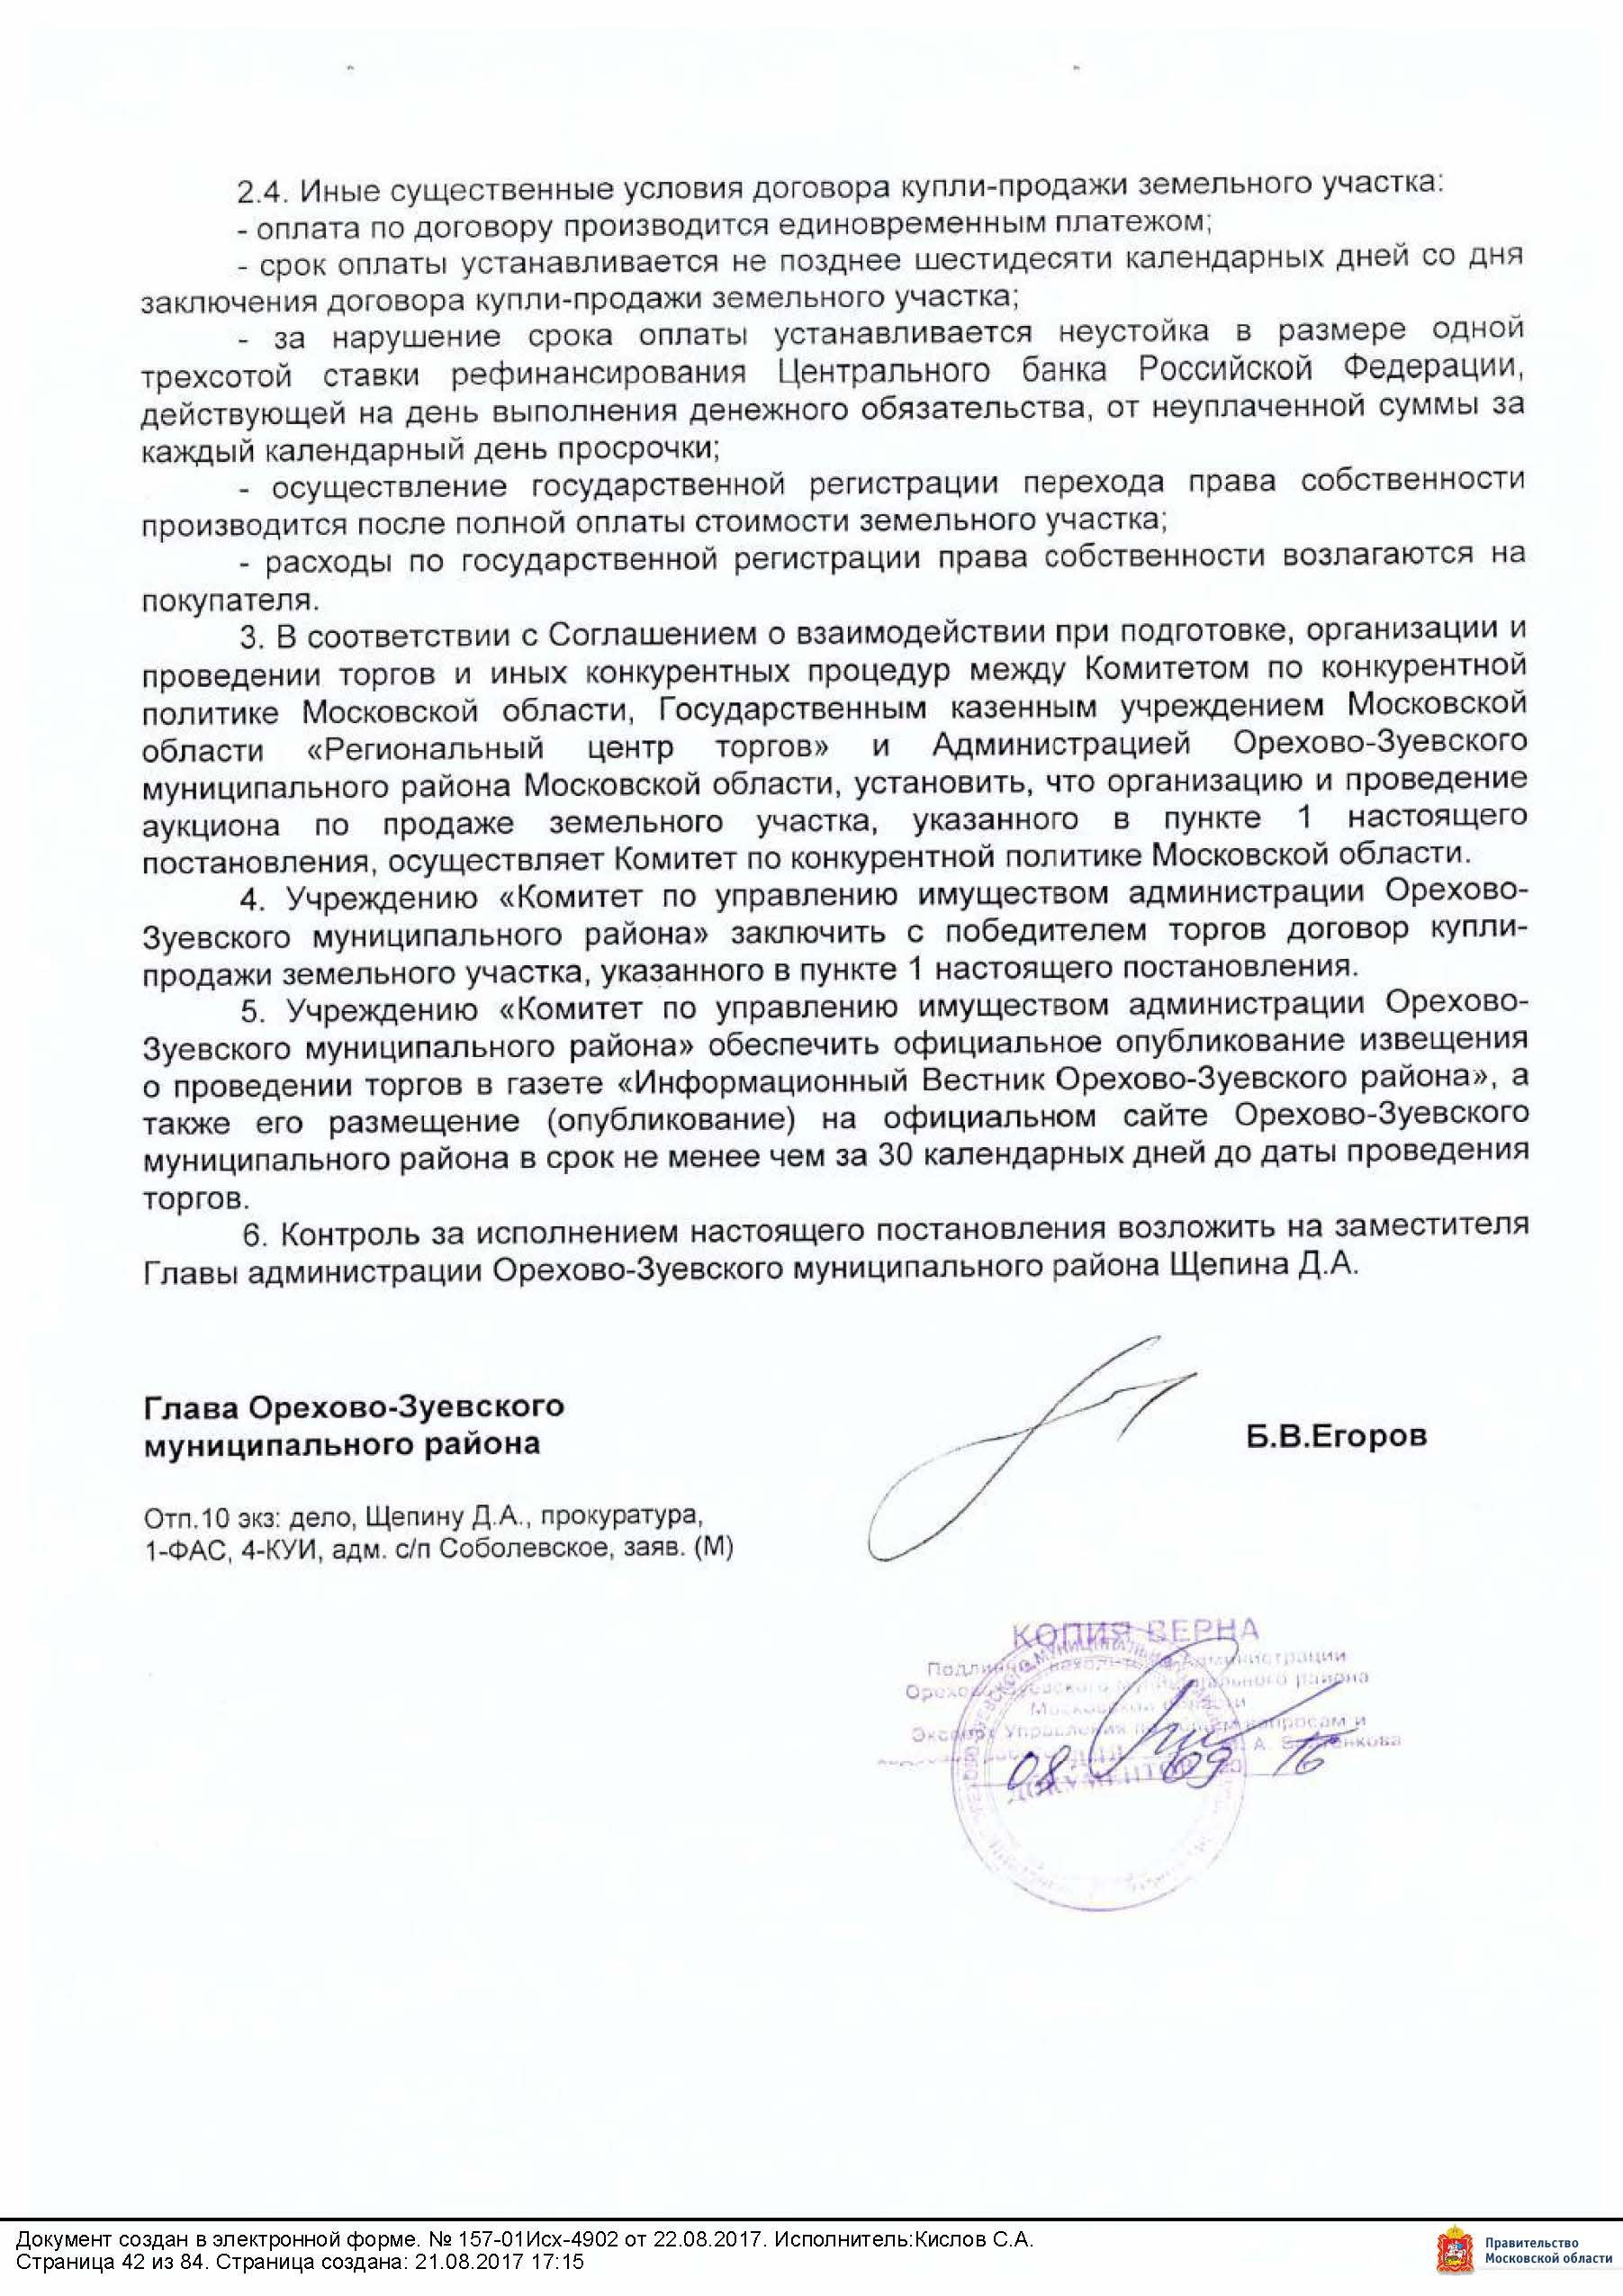 2.4. Иные существенные условия договора купли-продажи земельного участка:
- оплата по договору производится единовременным платежом;
- срок оплаты устанавливается не позднее шестидесяти календарных дней со дня
заключения договора купли-продажи земельного участка;
- за нарушение срока оплаты устанавливается неустойка в размере одной
трехсотой ставки рефинансирования Центрального банка Российской Федерации,
действующей на день выполнения денежного обязательства, от неуплаченной суммы за
каждый календарный день просрочки;
- осуществление государственной регистрации перехода права собственности
производится после полной оплаты стоимости земельного участка;
- расходы по государственной регистрации права собственности возлагаются на
покупателя.
3. В соответствии с Соглашением о взаимодействии при подготовке, организации и
проведении торгов и иных конкурентных процедур между Комитетом по конкурентной
политике Московской области, Государственным казенным учреждением Московской
области «Региональный центр торгов» и Администрацией Орехово-Зуевского
муниципального района Московской области, установить, что организацию и проведение
аукциона по продаже земельного участка, указанного в пункте 1 настоящего
постановления, осуществляет Комитет по конкурентной политике Московской области.
4. Учреждению «Комитет по управлению имуществом администрации Орехово-
Зуевского муниципального района» заключить с победителем торгов договор купли-
продажи земельного участка, указанного в пункте 1 настоящего постановления.
5. Учреждению «Комитет по управлению имуществом администрации Орехово-
Зуевского муниципального района» обеспечить официальное опубликование извещения
о проведении торгов в газете «Информационный Вестник Орехово-Зуевского района», а
также его размещение (опубликование) на официальном сайте Орехово-Зуевского
муниципального района в срок не менее чем за 30 календарных дней до даты проведения
торгов.
6. Контроль за исполнением настоящего постановления возложить на заместителя
Главы администрации Орехово-Зуевского муниципального района Щепина Д.А.
Глава Орехово-Зуевского
муниципального района
Б.В.Егоров
Отп.10 экз: дело, Щепину Д.А., прокуратура,
1-ФАС, 4-КУИ, адм. с/п Соболевское, заяв. (М)
КОПИЯ ВЕРНА
Администрации
муниципального района
Московской области
Эксперт Управления по вопросам и
08 09 16
ДОКУМЕНТОВ
Документ создан в электронной форме. № 157-01Исх-4902 от 22.08.2017. Исполнитель:Кислов С.А.
Страница 42 из 84. Страница создана: 21.08.2017 17:15
Правительство
Московской области